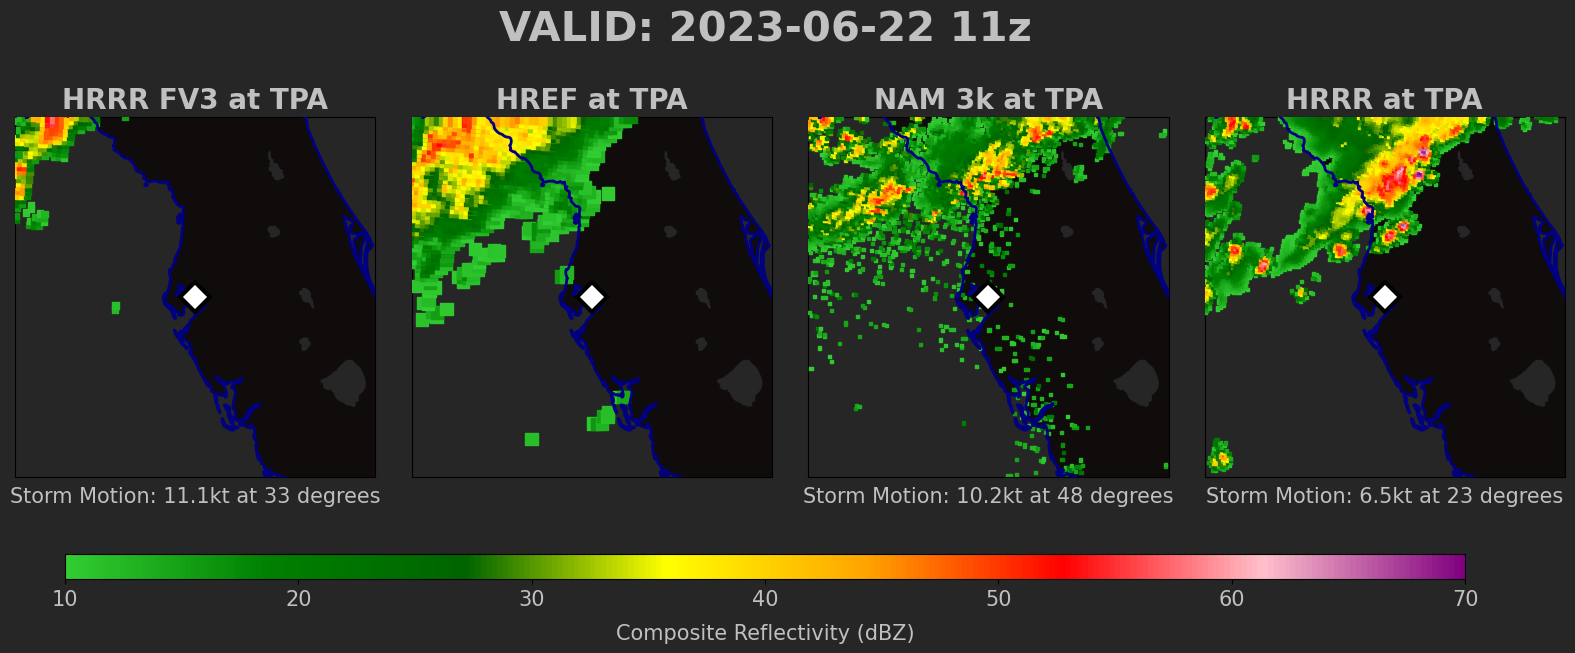 VALID: 2023-06-22 11z
HRRR FV3 at TPA
HREF at TPA
NAM 3k at TPA
HRRR at TPA
Storm Motion: 11.1kt at 33 degrees
Storm Motion: 10.2kt at 48 degrees
Storm Motion: 6.5kt at 23 degrees
10 20 30 40 50 60 70
Composite Reflectivity (dBZ)